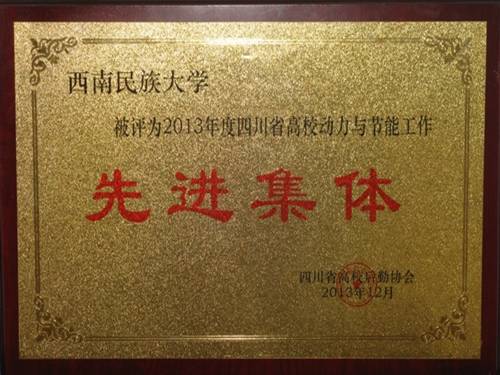 西南民族大学
被评为2013年度四川省高校动力与节能工作
先进集体
四川省高校后勤协会
2013年12月